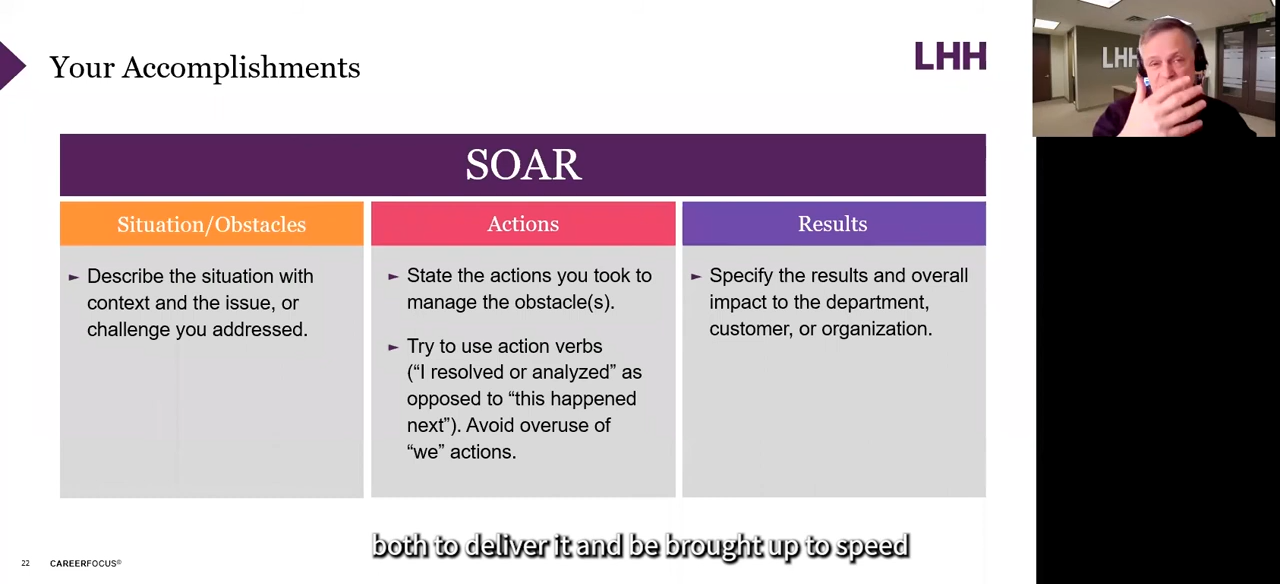 Your Accomplishments
LHH
LHH
SOAR
Situation/Obstacles
Actions
Results
► Describe the situation with
context and the issue, or
challenge you addressed.
► State the actions you took to
manage the obstacle(s).
► Try to use action verbs
(“I resolved or analyzed” as
opposed to “this happened
next”). Avoid overuse of
“we” actions.
► Specify the results and overall
impact to the department,
customer, or organization.
both to deliver it and be brought up to speed
22 CAREERFOCUS®